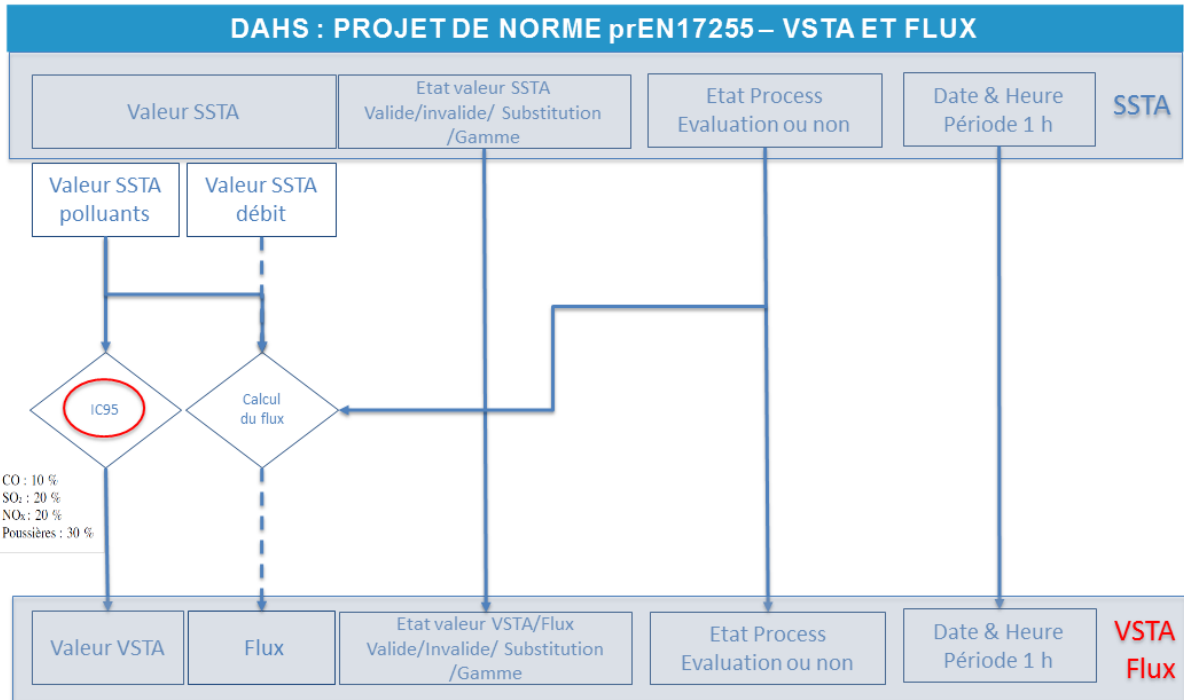 DAHS : PROJET DE NORME prEN17255 – VSTA ET FLUX
Valeur SSTA
Etat valeur SSTA
Valide/invalide/ Substitution
/Gamme
Etat Process
Evaluation ou non
Date & Heure
Période 1 h
SSTA
Valeur SSTA
polluants
Valeur SSTA
débit
IC95
Calcul
du flux
CO : 10 %
SO₂ : 20 %
NOₓ : 20 %
Poussières : 30 %
Valeur VSTA
Flux
Etat valeur VSTA/Flux
Valide/Invalide/ Substitution
/Gamme
Etat Process
Evaluation ou non
Date & Heure
Période 1 h
VSTA
Flux